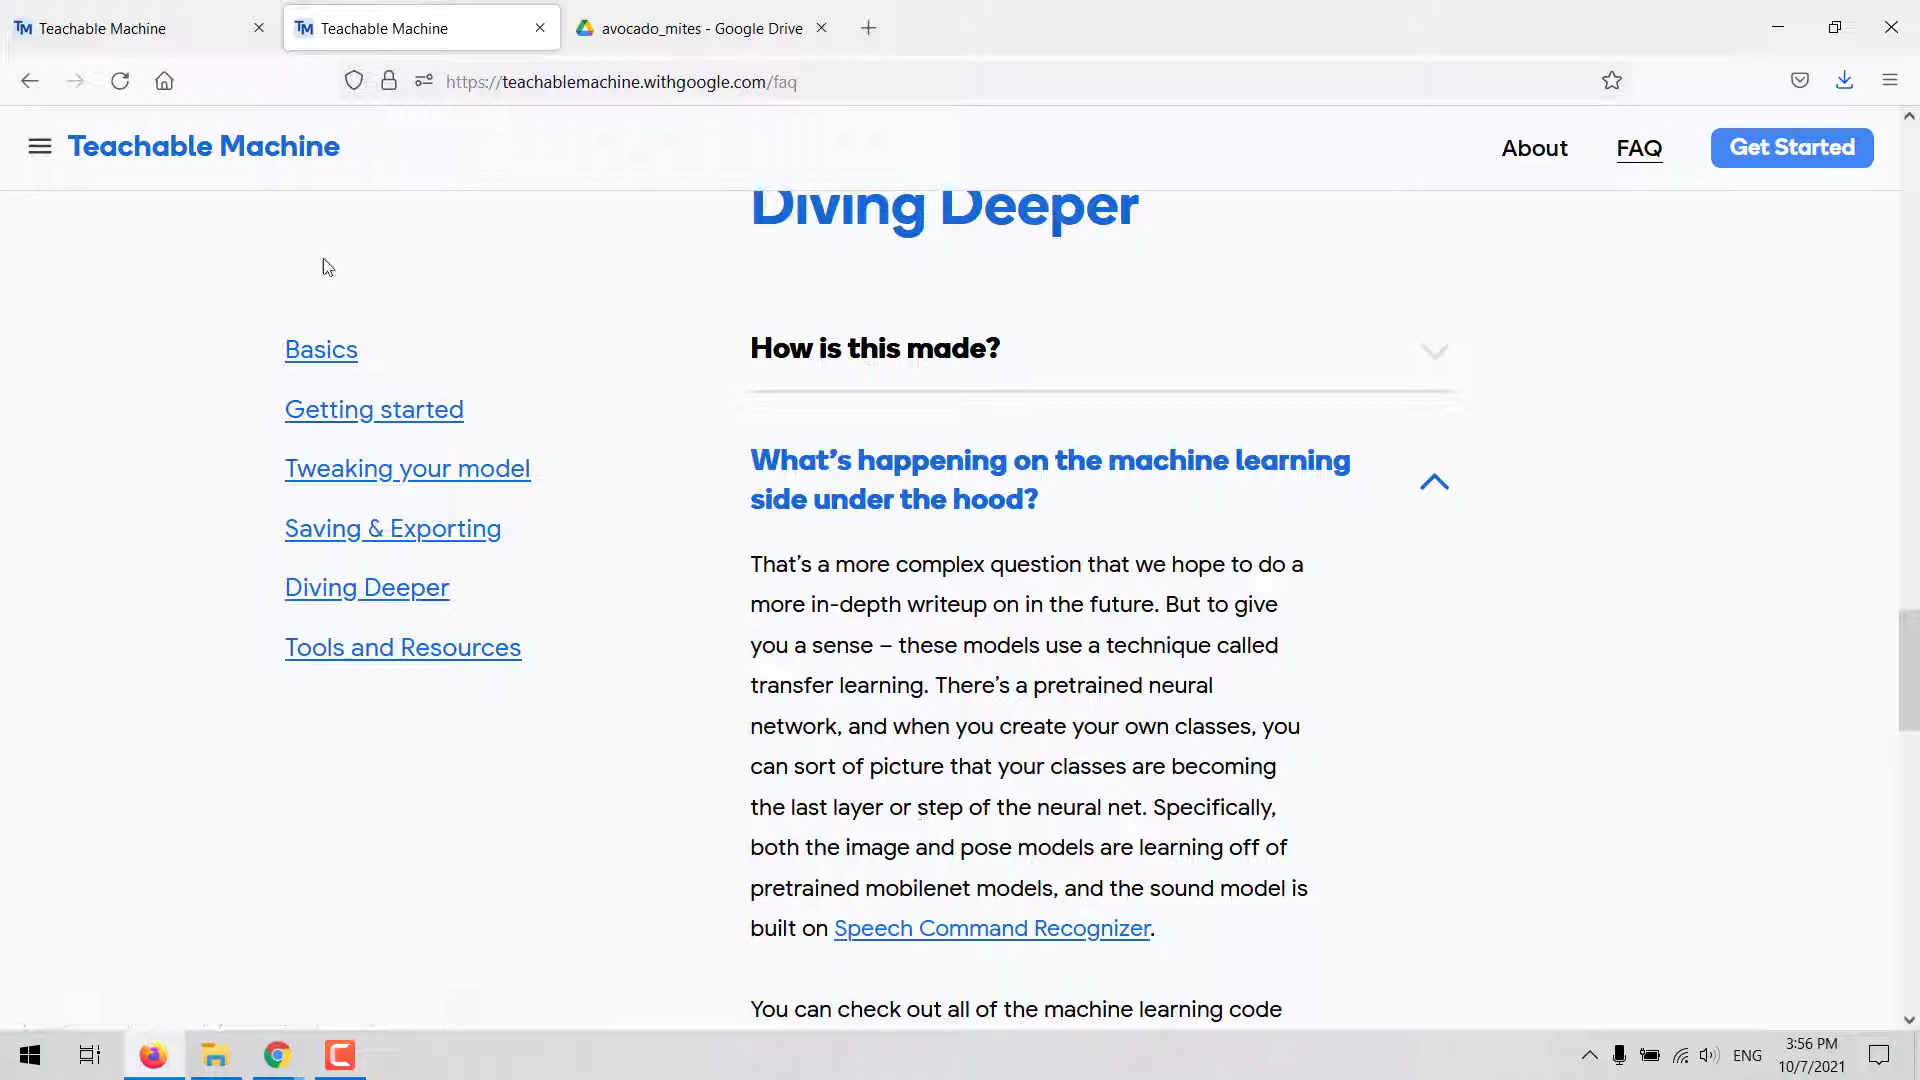 Teachable Machine
Teachable Machine
avocado_mites - Google Drive
https://teachablemachine.withgoogle.com/faq
Teachable Machine
About
FAQ
Get Started
Diving Deeper
Basics
Getting started
Tweaking your model
Saving & Exporting
Diving Deeper
Tools and Resources
How is this made?
What’s happening on the machine learning
side under the hood?
That’s a more complex question that we hope to do a
more in-depth writeup on in the future. But to give
you a sense – these models use a technique called
transfer learning. There’s a pretrained neural
network, and when you create your own classes, you
can sort of picture that your classes are becoming
the last layer or step of the neural net. Specifically,
both the image and pose models are learning off of
pretrained mobilenet models, and the sound model is
built on Speech Command Recognizer.
You can check out all of the machine learning code
ENG
3:56 PM
10/7/2021